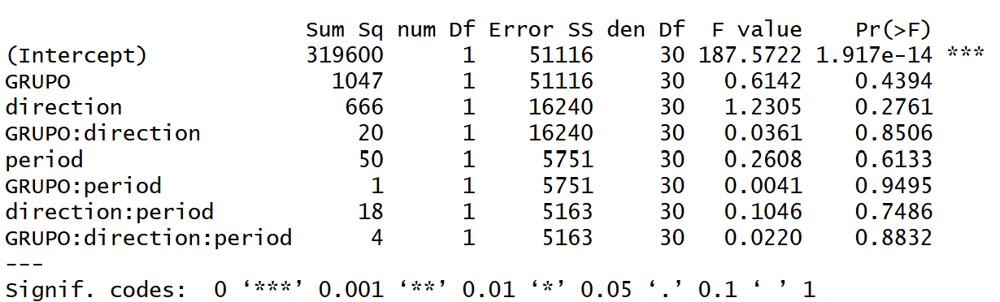 Sum Sq num Df Error SS den Df F value Pr(>F)
(Intercept) 319600 1 51116 30 187.5722 1.917e-14 ***
GRUPO 1047 1 51116 30 0.6142 0.4394
direction 666 1 16240 30 1.2305 0.2761
GRUPO:direction 20 1 16240 30 0.0361 0.8506
period 50 1 5751 30 0.2608 0.6133
GRUPO:period 1 1 5751 30 0.0041 0.9495
direction:period 18 1 5163 30 0.1046 0.7486
GRUPO:direction:period 4 1 5163 30 0.0220 0.8832
---
Signif. codes: 0 ‘***’ 0.001 ‘**’ 0.01 ‘*’ 0.05 ‘.’ 0.1 ‘ ’ 1